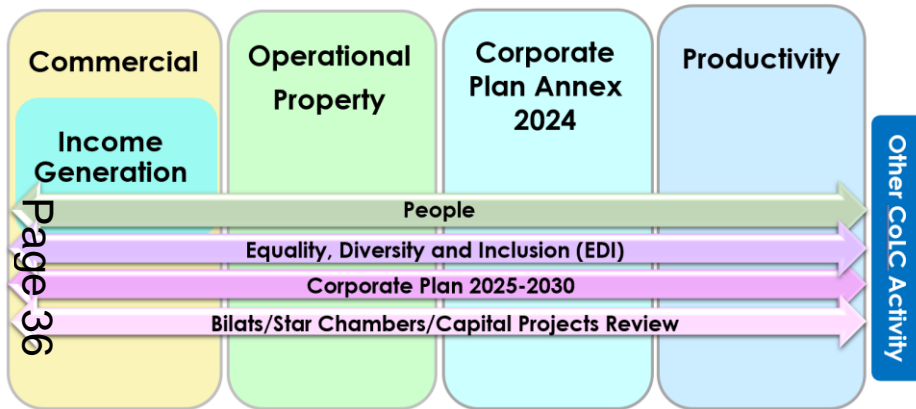 Commercial
Income
Generation
Operational
Property
Corporate
Plan Annex
2024
Productivity
People
Equality, Diversity and Inclusion (EDI)
Corporate Plan 2025-2030
Bilats/Star Chambers/Capital Projects Review
Other CoLC Activity
Page 36